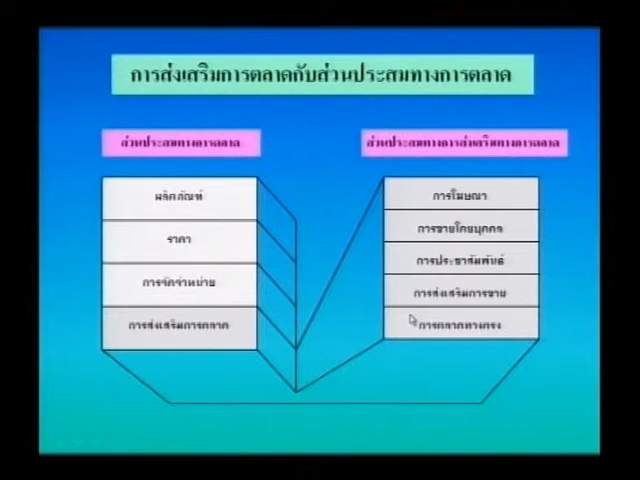 การส่งเสริมการตลาดกับส่วนประสมทางการตลาด
ส่วนประสมทางการตลาด
ส่วนประสมทางการส่งเสริมทางการตลาด
ผลิตภัณฑ์
ราคา
การจัดจำหน่าย
การส่งเสริมการตลาด
การโฆษณา
การขายโดยบุคคล
การประชาสัมพันธ์
การส่งเสริมการขาย
การตลาดทางตรง